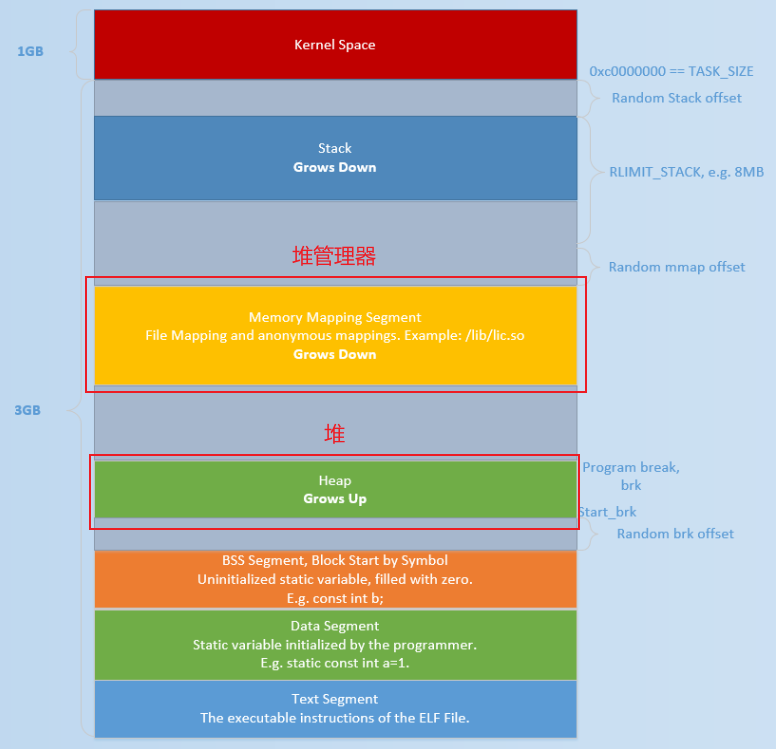 1GB
Kernel Space
0xc0000000 == TASK_SIZE
Random Stack offset
Stack
Grows Down
RLIMIT_STACK, e.g. 8MB
堆管理器
Random mmap offset
Memory Mapping Segment
File Mapping and anonymous mappings. Example: /lib/lic.so
Grows Down
3GB
堆
Heap
Grows Up
Program break,
brk
Start_brk
Random brk offset
BSS Segment, Block Start by Symbol
Uninitialized static variable, filled with zero.
E.g. const int b;
Data Segment
Static variable initialized by the programmer.
E.g. static const int a=1.
Text Segment
The executable instructions of the ELF File.